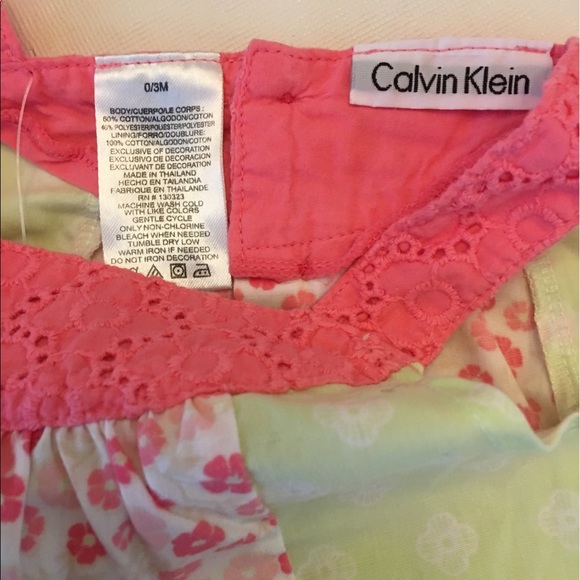 0/3M
BODY/CUERPO/LE CORPS :
60% COTTON/ALGODON/COTON
40% POLYESTER/POLIESTER/POLYESTER
LINING/FORRO/DOUBLURE:
100% COTTON/ALGODON/COTON
EXCLUSIVE OF DECORATION
EXCLUSIVO DE DECORACION
EXCLUVANT DE DECORATION
MADE IN THAILAND
HECHO EN TAILANDIA
FABRIQUE EN THAILANDE
RN # 130323
MACHINE WASH COLD
WITH LIKE COLORS
GENTLE CYCLE
ONLY NON-CHLORINE
BLEACH WHEN NEEDED
TUMBLE DRY LOW
WARM IRON IF NEEDED
DO NOT IRON DECORATION
Calvin Klein